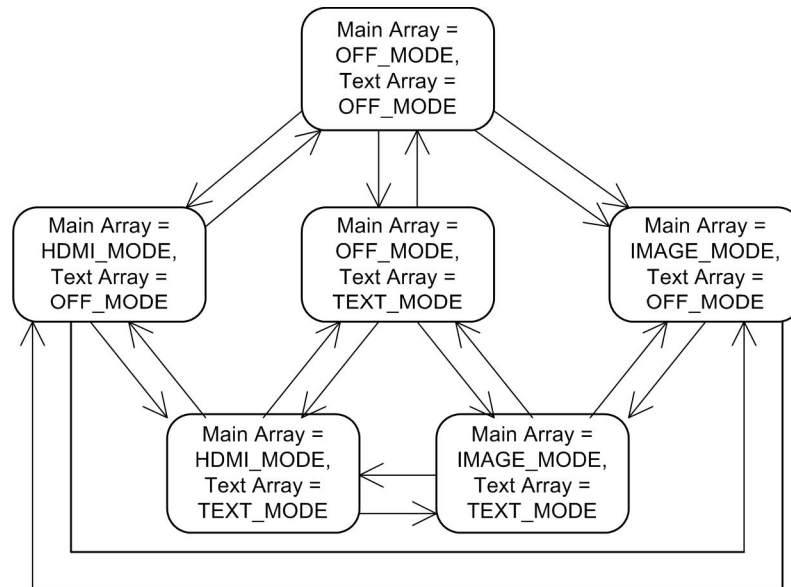 Main Array =
OFF_MODE,
Text Array =
OFF_MODE
Main Array =
HDMI_MODE,
Text Array =
OFF_MODE
Main Array =
OFF_MODE,
Text Array =
TEXT_MODE
Main Array =
IMAGE_MODE,
Text Array =
OFF_MODE
Main Array =
HDMI_MODE,
Text Array =
TEXT_MODE
Main Array =
IMAGE_MODE,
Text Array =
TEXT_MODE